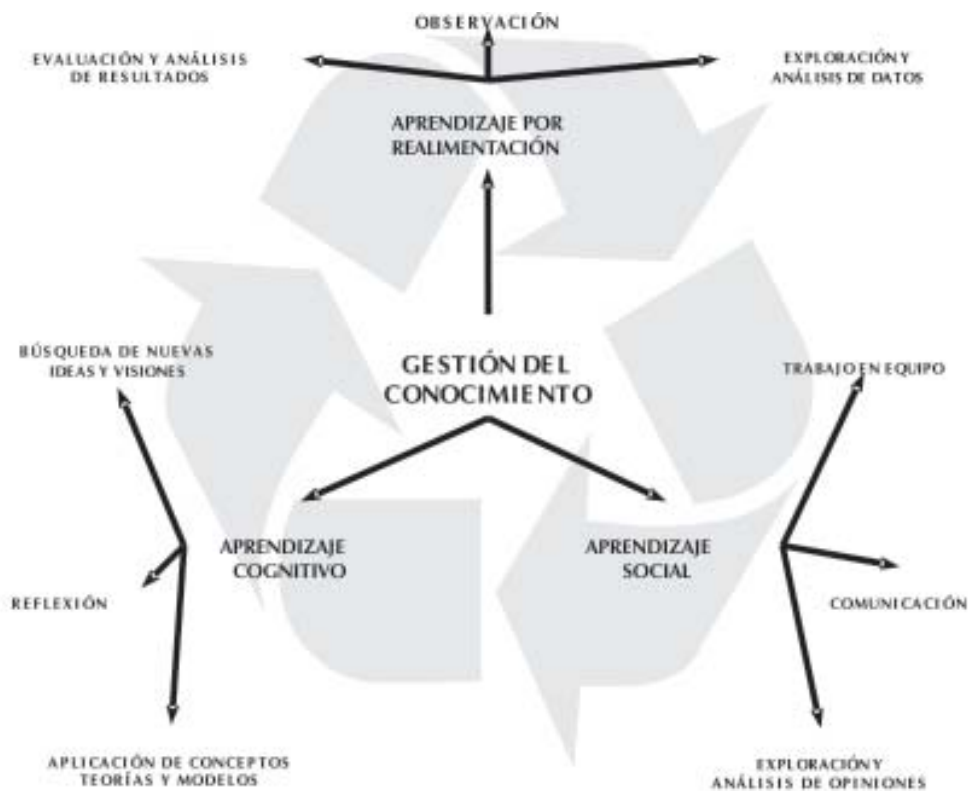 OBSERVACIÓN
EVALUACIÓN Y ANÁLISIS
DE RESULTADOS
EXPLORACIÓN Y
ANÁLISIS DE DATOS
APRENDIZAJE POR
REALIMENTACIÓN
BÚSQUEDA DE NUEVAS
IDEAS Y VISIONES
GESTIÓN DEL
CONOCIMIENTO
TRABAJO EN EQUIPO
APRENDIZAJE
COGNITIVO
APRENDIZAJE
SOCIAL
REFLEXIÓN
COMUNICACIÓN
APLICACIÓN DE CONCEPTOS
TEORÍAS Y MODELOS
EXPLORACIÓN Y
ANÁLISIS DE OPINIONES